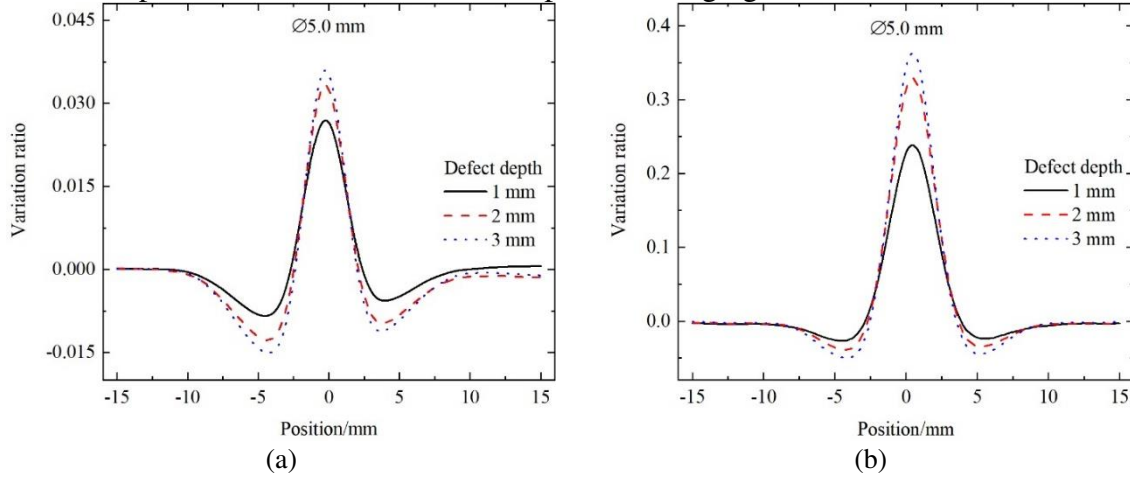 Ø5.0 mm
0.045
0.030
0.015
0.000
-0.015
Variation ratio
Defect depth
1 mm
2 mm
3 mm
-15 -10 -5 0 5 10 15
Position/mm
(a)
Ø5.0 mm
0.4
0.3
0.2
0.1
0.0
Variation ratio
Defect depth
1 mm
2 mm
3 mm
-15 -10 -5 0 5 10 15
Position/mm
(b)